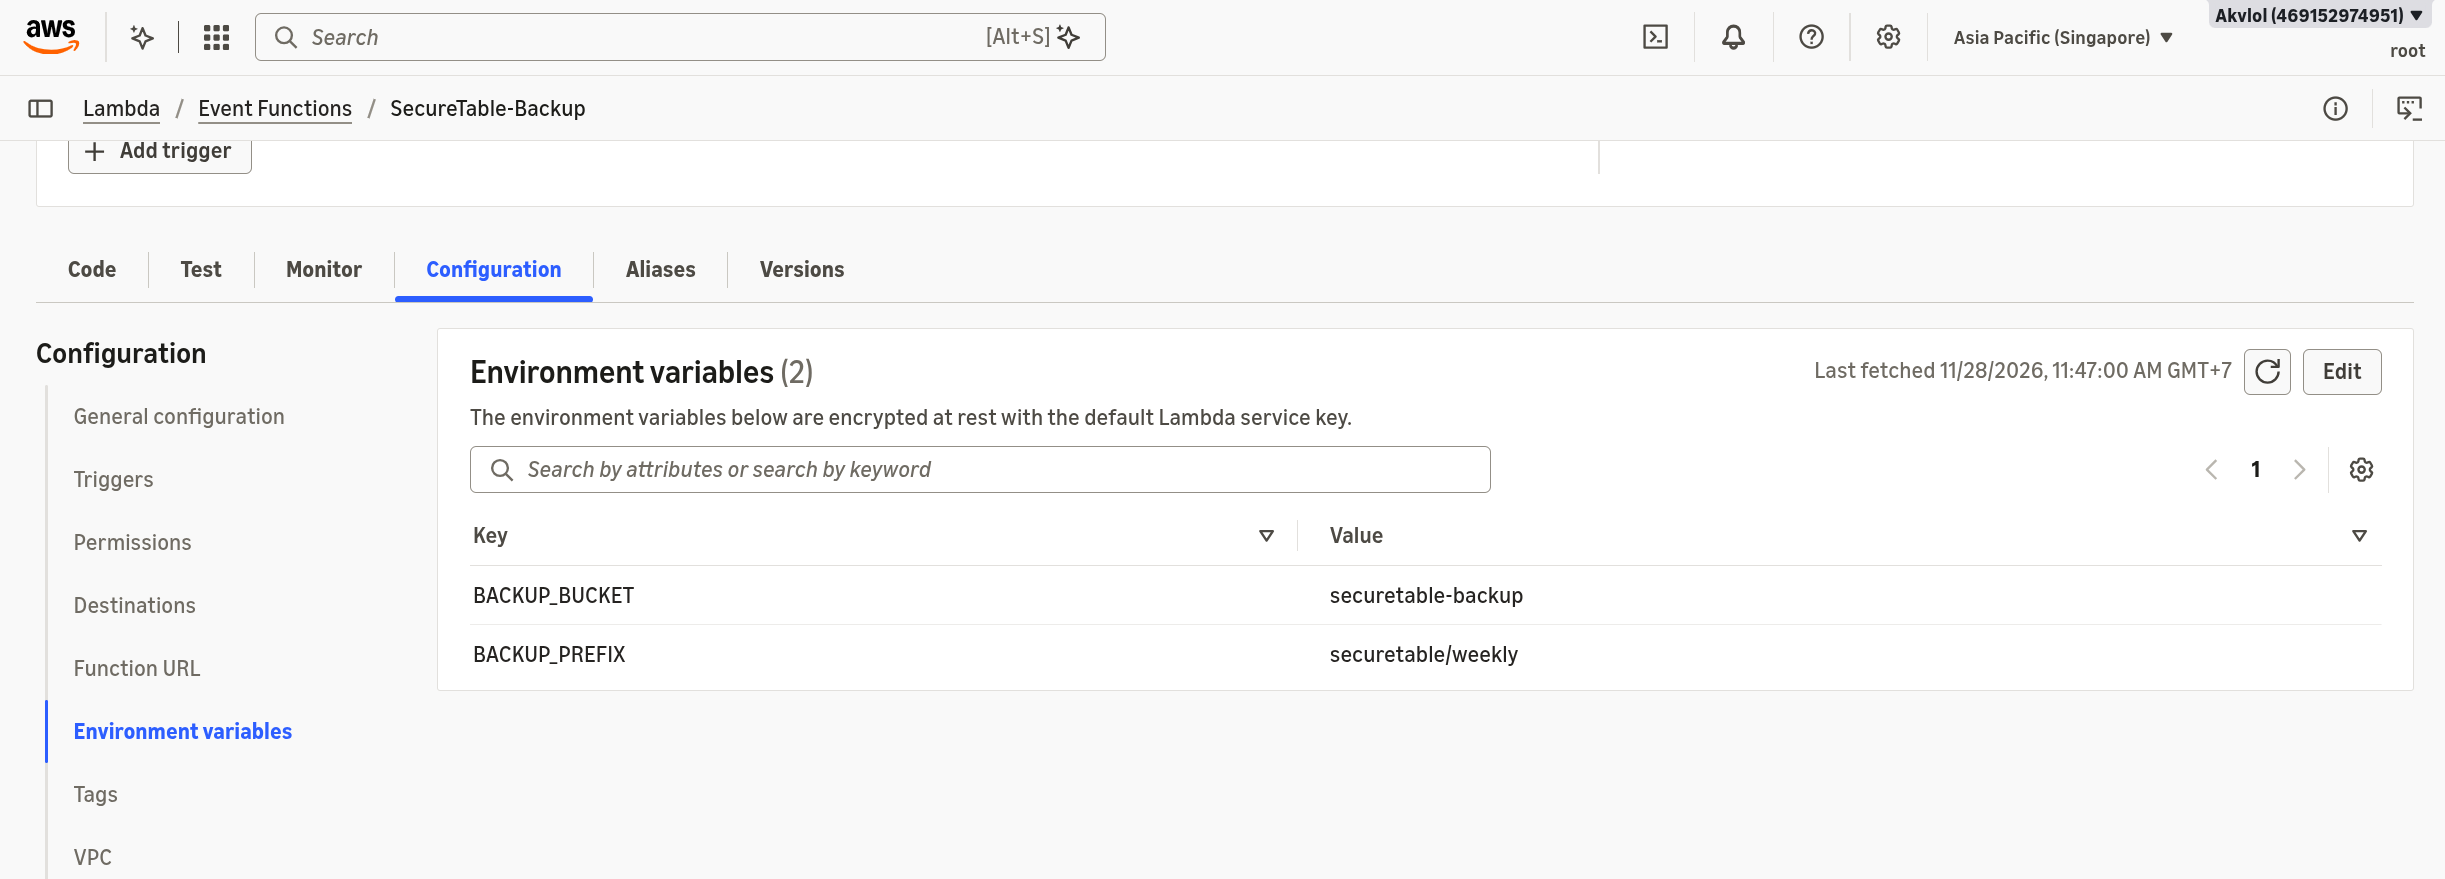 aws
Search
[Alt+S]
Asia Pacific (Singapore)
Akvlol (469152974951)
root
Lambda / Event Functions / SecureTable-Backup
Add trigger
Code
Test
Monitor
Configuration
Aliases
Versions
Configuration
General configuration
Triggers
Permissions
Destinations
Function URL
Environment variables
Tags
VPC
Environment variables (2)
Last fetched 11/28/2026, 11:47:00 AM GMT+7
Edit
The environment variables below are encrypted at rest with the default Lambda service key.
Search by attributes or search by keyword
1
Key
Value
BACKUP_BUCKET
securetable-backup
BACKUP_PREFIX
securetable/weekly